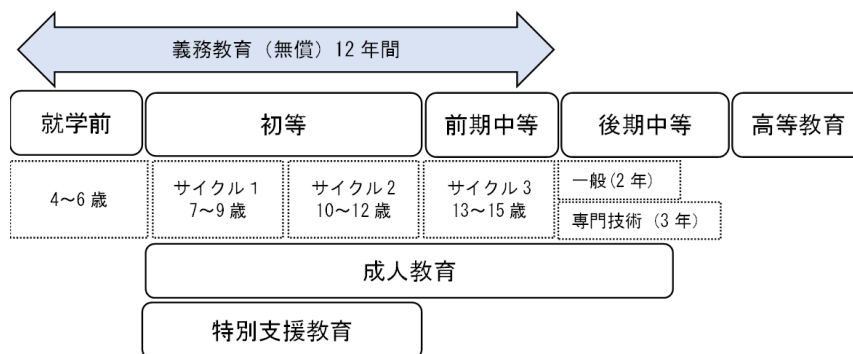 義務教育（無償）12 年間
就学前
初等
前期中等
後期中等
高等教育
4～6 歳
サイクル 1
7～9 歳
サイクル 2
10～12 歳
サイクル 3
13～15 歳
一般(2 年)
専門技術（3 年）
成人教育
特別支援教育